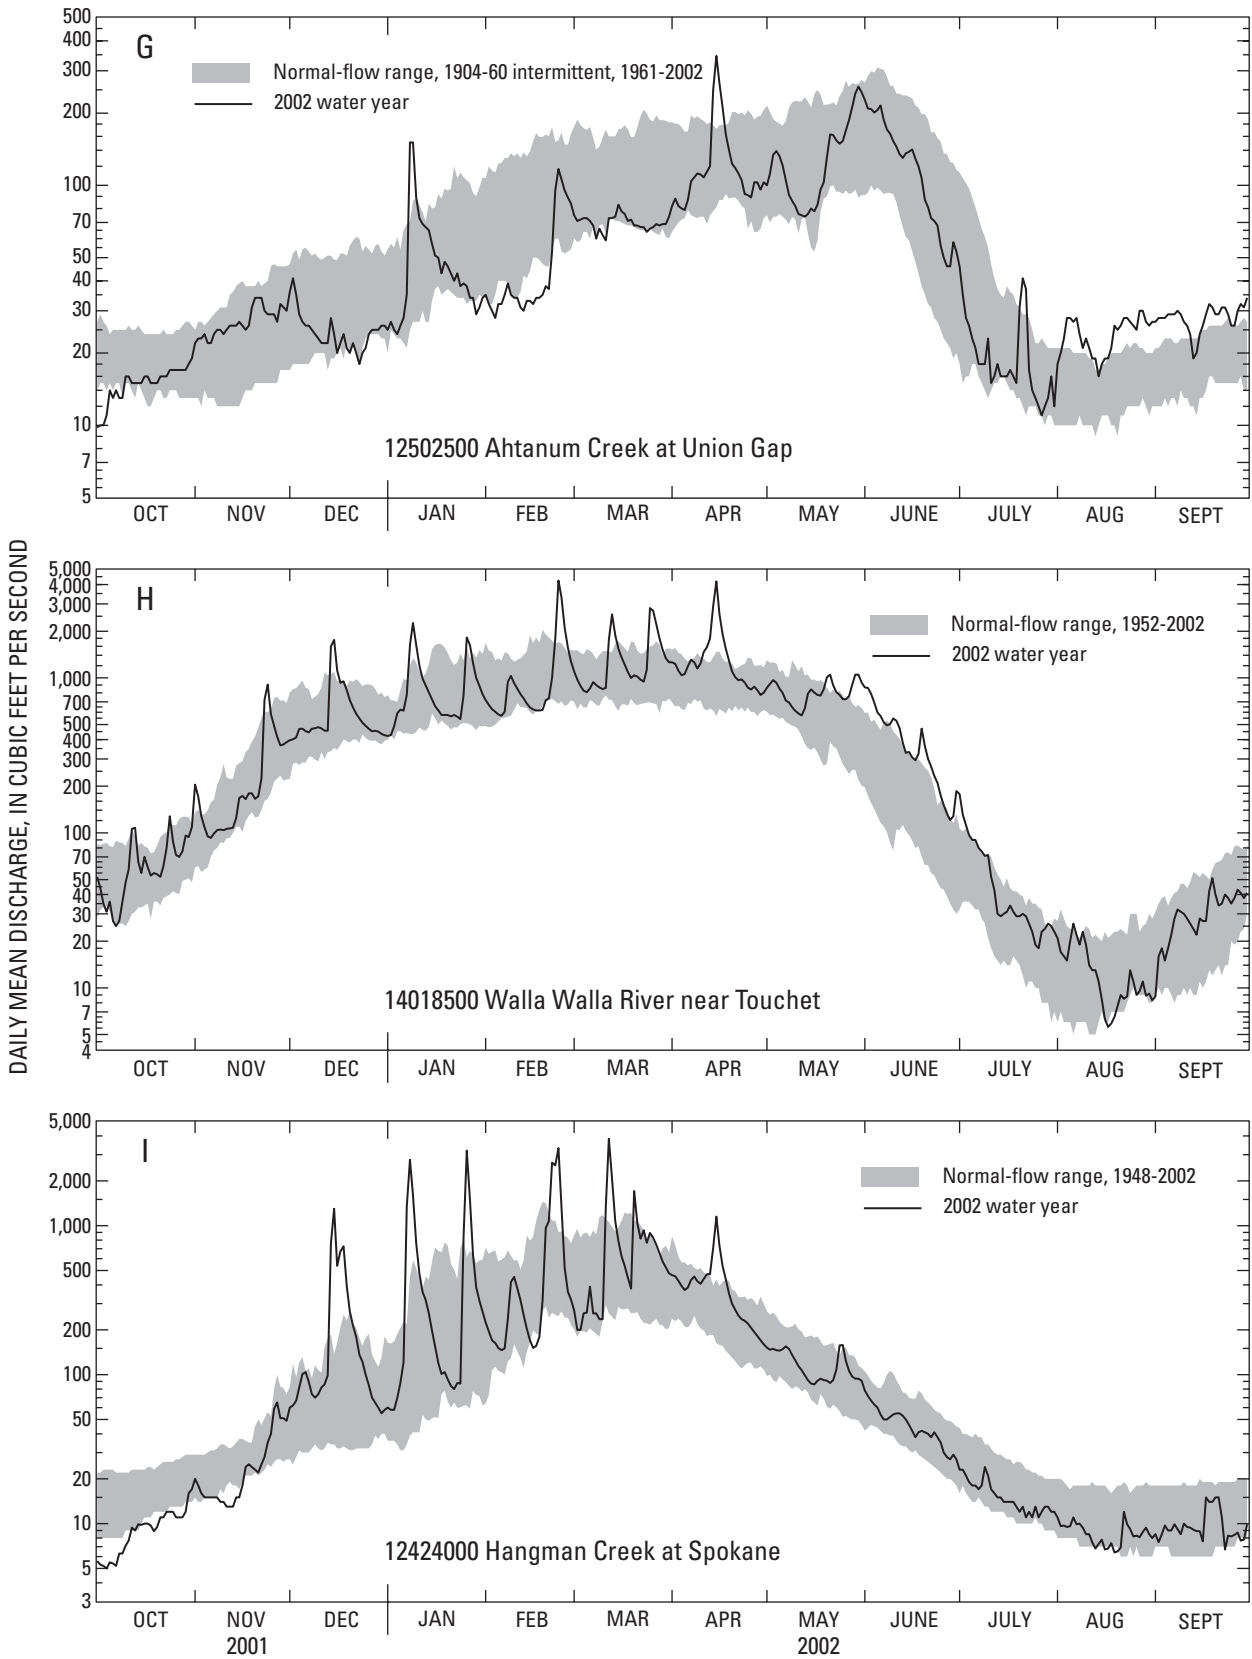 DAILY MEAN DISCHARGE, IN CUBIC FEET PER SECOND
G
Normal-flow range, 1904-60 intermittent, 1961-2002
2002 water year
500
400
300
200
100
70
50
40
30
20
10
7
5
12502500 Ahtanum Creek at Union Gap
OCT NOV DEC JAN FEB MAR APR MAY JUNE JULY AUG SEPT
H
Normal-flow range, 1952-2002
2002 water year
5,000
4,000
3,000
2,000
1,000
700
500
400
300
200
100
70
50
40
30
20
10
7
5
4
14018500 Walla Walla River near Touchet
OCT NOV DEC JAN FEB MAR APR MAY JUNE JULY AUG SEPT
I
Normal-flow range, 1948-2002
2002 water year
5,000
2,000
1,000
500
200
100
50
20
10
5
3
12424000 Hangman Creek at Spokane
OCT NOV DEC JAN FEB MAR APR MAY JUNE JULY AUG SEPT
2001 2002